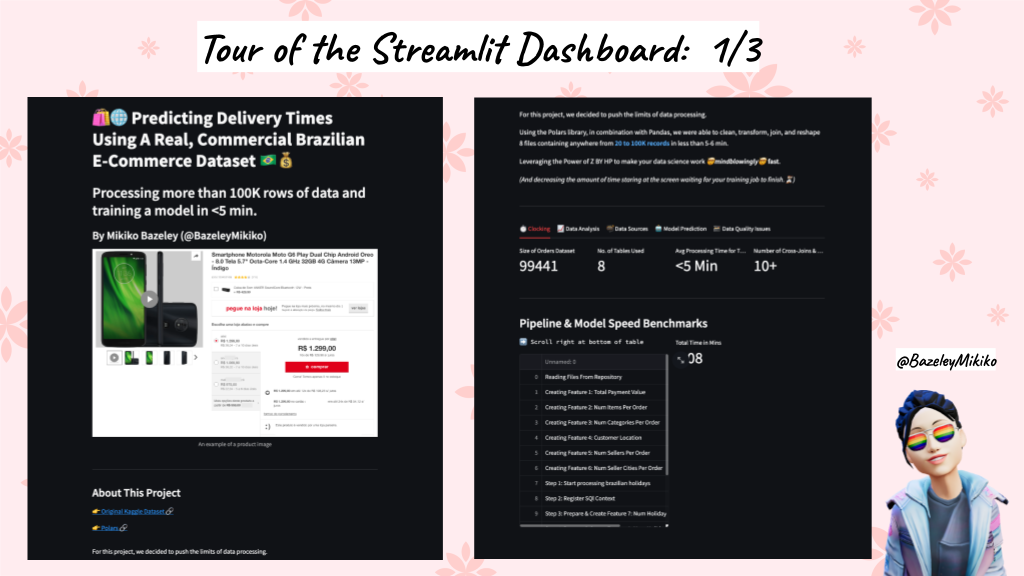 Tour of the Streamlit Dashboard: 1/3
🛍️🌐 Predicting Delivery Times
Using A Real, Commercial Brazilian
E-Commerce Dataset 🇧🇷💰
Processing more than 100K rows of data and
training a model in <5 min.
By Mikiko Bazeley (@BazeleyMikiko)
Smartphone Motorola Moto G6 Play Dual Chip Android Oreo
- 8.0 Tela 5.7" Octa-Core 1.4 GHz 32GB 4G Câmera 13MP -
Índigo
pegue na loja hoje!
R$ 1.299,00
comprar
An example of a product image
About This Project
👉 Original Kaggle Dataset 🔗
👉 Polars 🔗
For this project, we decided to push the limits of data processing.
For this project, we decided to push the limits of data processing.
Using the Polars library, in combination with Pandas, we were able to clean, transform, join, and reshape
8 files containing anywhere from 20 to 100K records in less than 5-6 min.
Leveraging the Power of Z BY HP to make your data science work mindblowingly fast.
(And decreasing the amount of time staring at the screen waiting for your training job to finish. ⏳)
Clocking
Data Analysis
Data Sources
Model Prediction
Data Quality Issues
Size of Orders Dataset
99441
No. of Tables Used
8
Avg Processing Time for T...
<5 Min
Number of Cross-Joins & ...
10+
Pipeline & Model Speed Benchmarks
➡️ Scroll right at bottom of table
Unnamed: 0
0 Reading Files From Repository
1 Creating Feature 1: Total Payment Value
2 Creating Feature 2: Num Items Per Order
3 Creating Feature 3: Num Categories Per Order
4 Creating Feature 4: Customer Location
5 Creating Feature 5: Num Sellers Per Order
6 Creating Feature 6: Num Seller Cities Per Order
7 Step 1: Start processing brazilian holidays
8 Step 2: Register SQl Context
9 Step 3: Prepare & Create Feature 7: Num Holiday
Total Time in Mins
08
@BazeleyMikiko